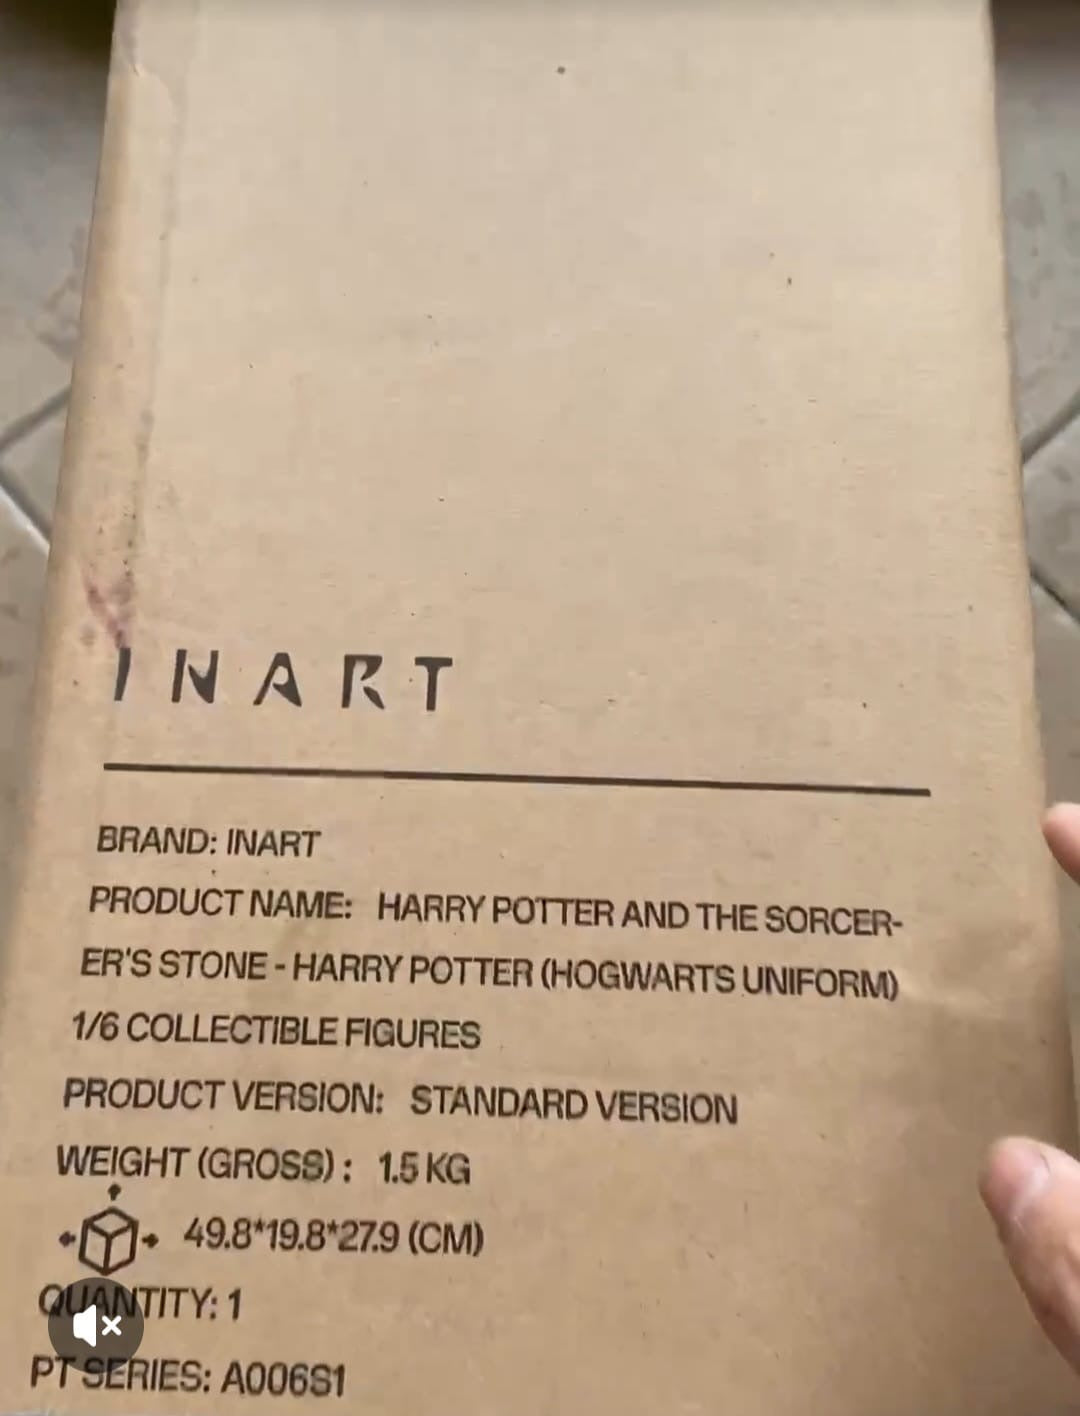 INART
BRAND: INART
PRODUCT NAME: HARRY POTTER AND THE SORCER-
ER'S STONE - HARRY POTTER (HOGWARTS UNIFORM)
1/6 COLLECTIBLE FIGURES
PRODUCT VERSION: STANDARD VERSION
WEIGHT (GROSS) : 1.5 KG
49.8*19.8*27.9 (CM)
QUANTITY: 1
PT SERIES: A006S1